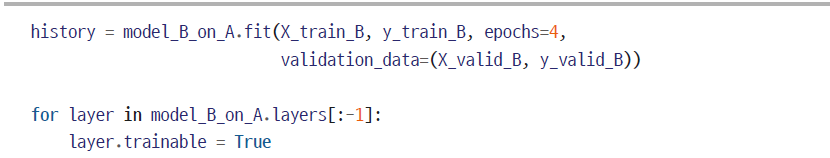 history = model_B_on_A.fit(X_train_B, y_train_B, epochs=4,
                           validation_data=(X_valid_B, y_valid_B))

for layer in model_B_on_A.layers[:-1]:
    layer.trainable = True